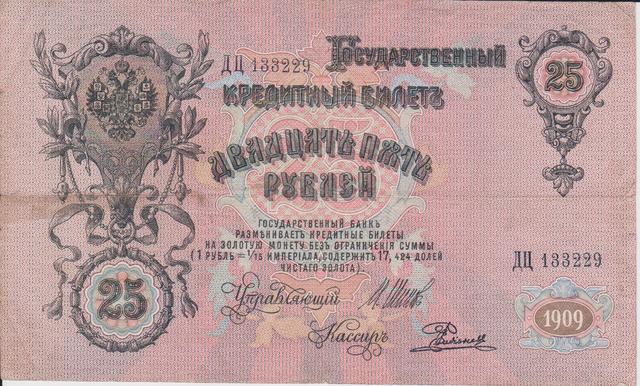 ДЦ 133229
Государственный
25
Кредитный Билетъ
Двадцать пять
рублей
ГОСУДАРСТВЕННЫЙ БАНКЪ
РАЗМѢНИВАЕТЪ КРЕДИТНЫЕ БИЛЕТЫ
НА ЗОЛОТУЮ МОНЕТУ БЕЗЪ ОГРАНИЧЕНІЯ СУММЫ
(1 РУБЛЬ = 1/15 ИМПЕРІАЛА, СОДЕРЖИТЪ 17,424 ДОЛЕЙ
ЧИСТАГО ЗОЛОТА).
ДЦ 133229
25
Управляющій
1909
Кассиръ